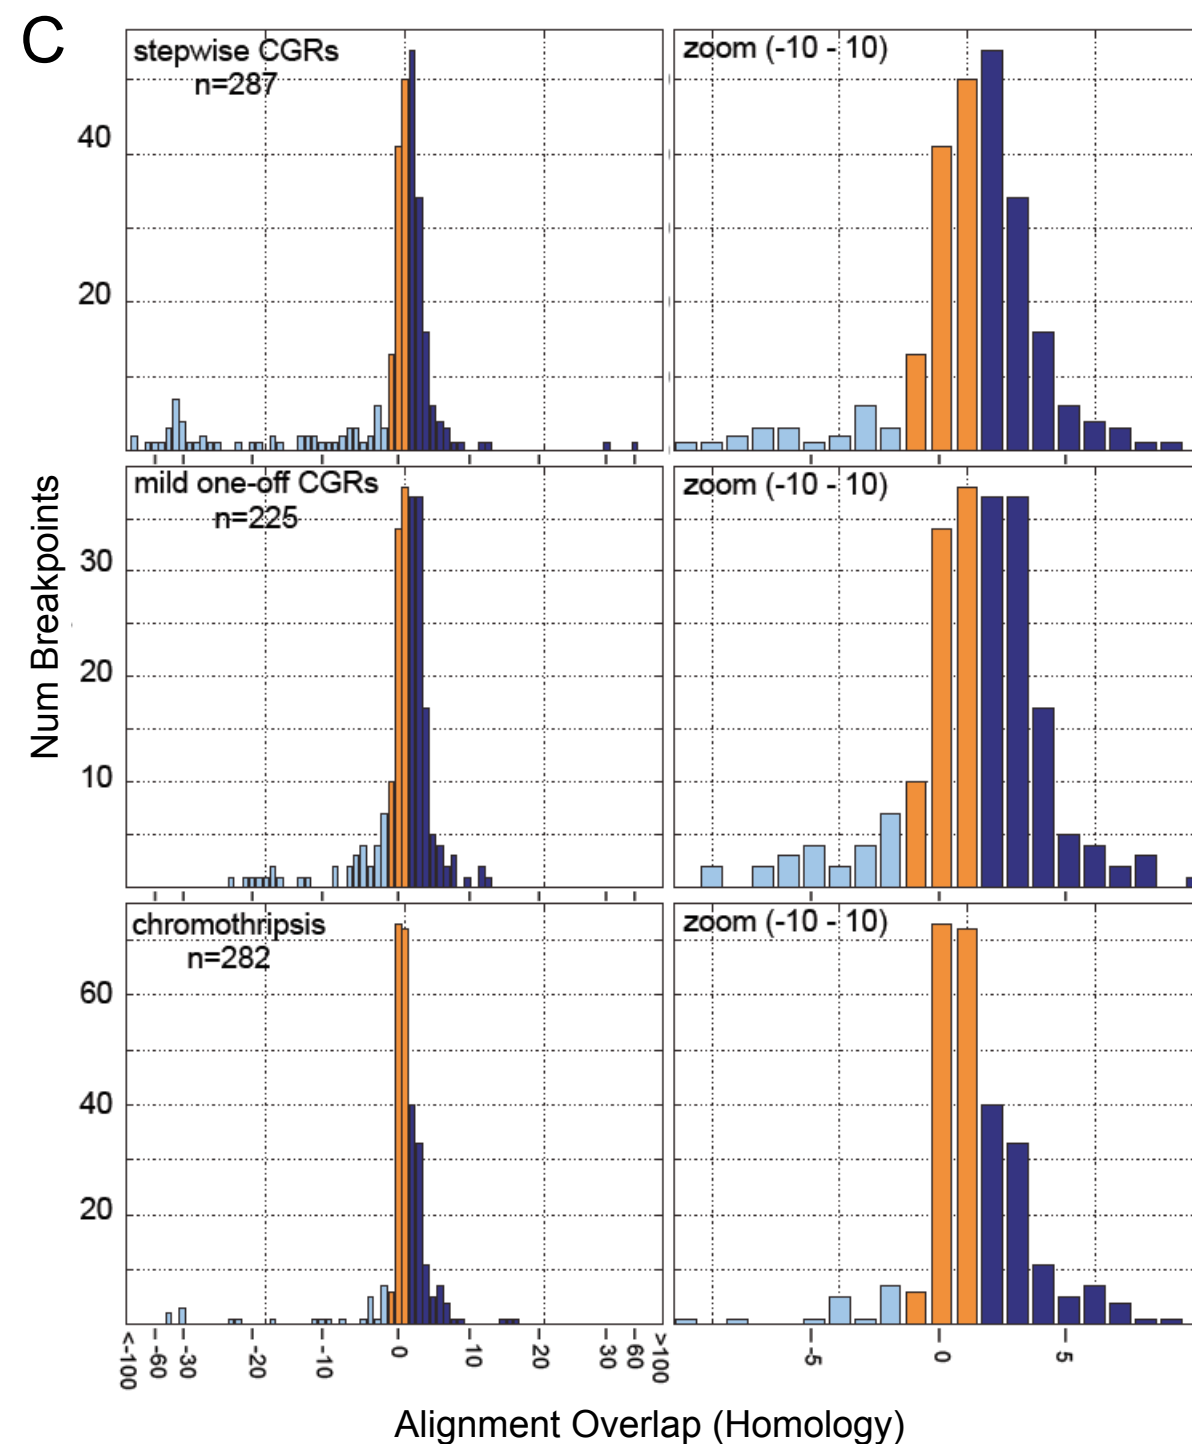 C
stepwise CGRs
n=287
zoom (-10 - 10)
40
20
mild one-off CGRs
n=225
zoom (-10 - 10)
30
20
10
Num Breakpoints
chromothripsis
n=282
zoom (-10 - 10)
60
40
20
<-100 -60 -30 -20 -10 0 10 20 30 60 >100
-5 0 5
Alignment Overlap (Homology)